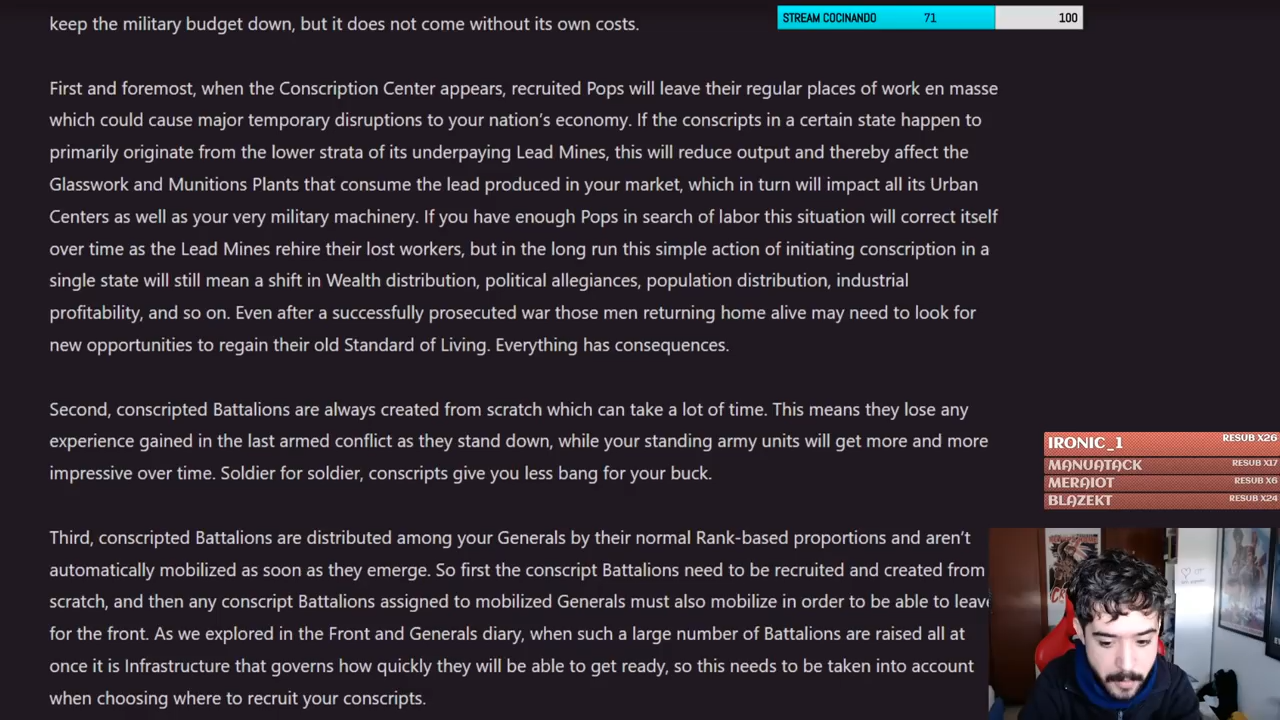 keep the military budget down, but it does not come without its own costs.
STREAM COCINANDO 71 100
First and foremost, when the Conscription Center appears, recruited Pops will leave their regular places of work en masse
which could cause major temporary disruptions to your nation's economy. If the conscripts in a certain state happen to
primarily originate from the lower strata of its underpaying Lead Mines, this will reduce output and thereby affect the
Glasswork and Munitions Plants that consume the lead produced in your market, which in turn will impact all its Urban
Centers as well as your very military machinery. If you have enough Pops in search of labor this situation will correct itself
over time as the Lead Mines rehire their lost workers, but in the long run this simple action of initiating conscription in a
single state will still mean a shift in Wealth distribution, political allegiances, population distribution, industrial
profitability, and so on. Even after a successfully prosecuted war those men returning home alive may need to look for
new opportunities to regain their old Standard of Living. Everything has consequences.
Second, conscripted Battalions are always created from scratch which can take a lot of time. This means they lose any
experience gained in the last armed conflict as they stand down, while your standing army units will get more and more
impressive over time. Soldier for soldier, conscripts give you less bang for your buck.
IRONIC_1 RESUB X26
MANUATACK RESUB X17
MERAIOT RESUB X6
BLAZEKT RESUB X24
Third, conscripted Battalions are distributed among your Generals by their normal Rank-based proportions and aren't
automatically mobilized as soon as they emerge. So first the conscript Battalions need to be recruited and created from
scratch, and then any conscript Battalions assigned to mobilized Generals must also mobilize in order to be able to leave
for the front. As we explored in the Front and Generals diary, when such a large number of Battalions are raised all at
once it is Infrastructure that governs how quickly they will be able to get ready, so this needs to be taken into account
when choosing where to recruit your conscripts.